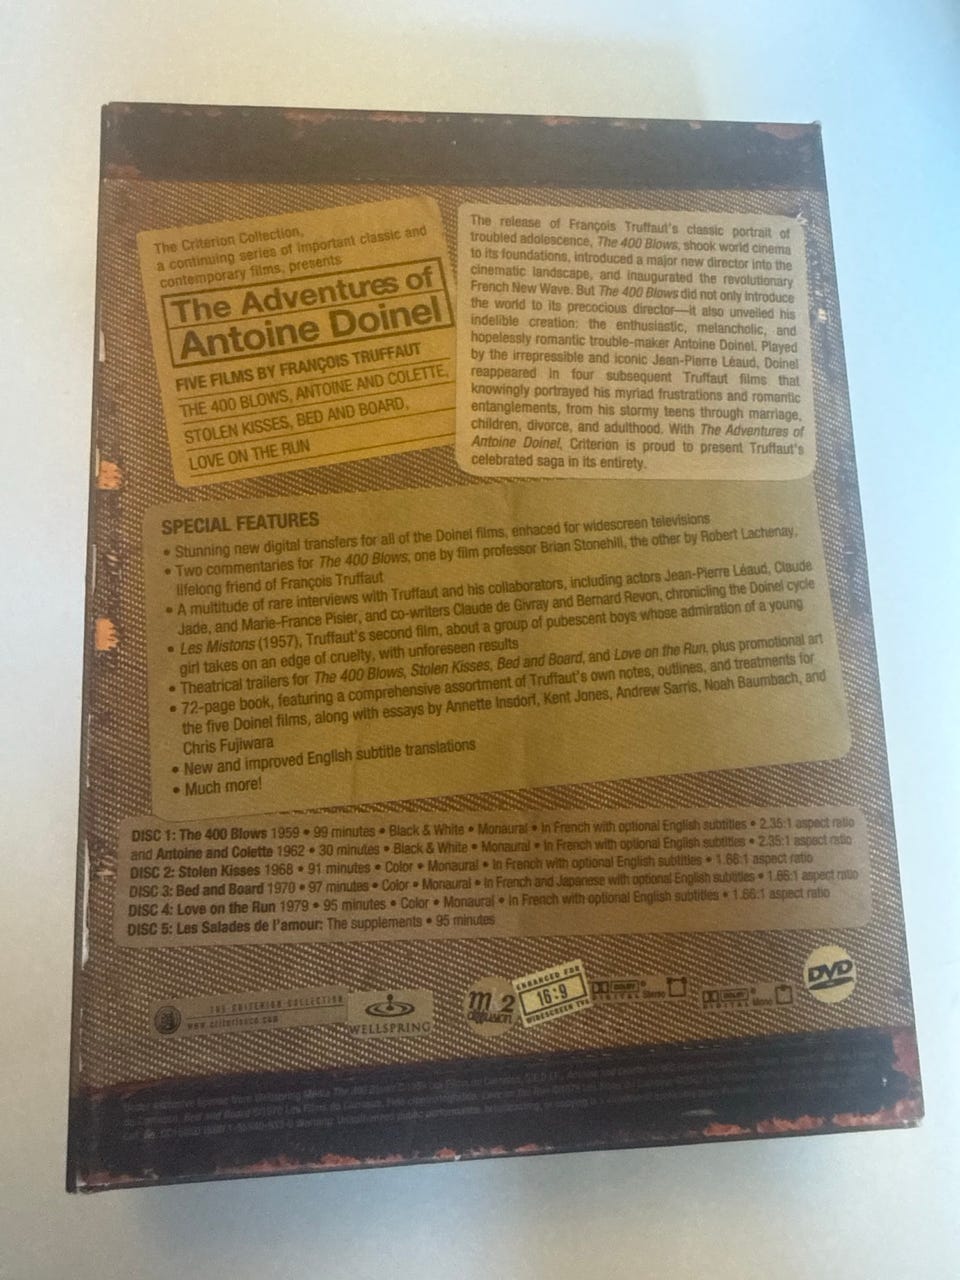 The Criterion Collection,
a continuing series of important classic and
contemporary films, presents
The Adventures of
Antoine Doinel
FIVE FILMS BY FRANÇOIS TRUFFAUT
THE 400 BLOWS, ANTOINE AND COLETTE,
STOLEN KISSES, BED AND BOARD,
LOVE ON THE RUN
The release of François Truffaut's classic portrait of
troubled adolescence, The 400 Blows, shook world cinema
to its foundations, introduced a major new director into the
cinematic landscape, and inaugurated the revolutionary
French New Wave. But The 400 Blows did not only introduce
the world to its precocious director—it also unveiled his
indelible creation: the enthusiastic, melancholic, and
hopelessly romantic trouble-maker Antoine Doinel. Played
by the irrepressible and iconic Jean-Pierre Léaud, Doinel
reappeared in four subsequent Truffaut films that
knowingly portrayed his myriad frustrations and romantic
entanglements, from his stormy teens through marriage,
children, divorce, and adulthood. With The Adventures of
Antoine Doinel, Criterion is proud to present Truffaut's
celebrated saga in its entirety.
SPECIAL FEATURES
• Stunning new digital transfers for all of the Doinel films, enhaced for widescreen televisions
• Two commentaries for The 400 Blows, one by film professor Brian Stonehill, the other by Robert Lachenay,
lifelong friend of François Truffaut
• A multitude of rare interviews with Truffaut and his collaborators, including actors Jean-Pierre Léaud, Claude
Jade, and Marie-France Pisier, and co-writers Claude de Givray and Bernard Revon, chronicling the Doinel cycle
• Les Mistons (1957), Truffaut's second film, about a group of pubescent boys whose admiration of a young
girl takes on an edge of cruelty, with unforeseen results
• Theatrical trailers for The 400 Blows, Stolen Kisses, Bed and Board, and Love on the Run, plus promotional art
• 72-page book, featuring a comprehensive assortment of Truffaut's own notes, outlines, and treatments for
the five Doinel films, along with essays by Annette Insdorf, Kent Jones, Andrew Sarris, Noah Baumbach, and
Chris Fujiwara
• New and improved English subtitle translations
• Much more!
DISC 1: The 400 Blows 1959 • 99 minutes • Black & White • Monaural • In French with optional English subtitles • 2.35:1 aspect ratio
and Antoine and Colette 1962 • 30 minutes • Black & White • Monaural • In French with optional English subtitles • 2.35:1 aspect ratio
DISC 2: Stolen Kisses 1968 • 91 minutes • Color • Monaural • In French with optional English subtitles • 1.66:1 aspect ratio
DISC 3: Bed and Board 1970 • 97 minutes • Color • Monaural • In French and Japanese with optional English subtitles • 1.66:1 aspect ratio
DISC 4: Love on the Run 1979 • 95 minutes • Color • Monaural • In French with optional English subtitles • 1.66:1 aspect ratio
DISC 5: Les Salades de l'amour: The supplements • 95 minutes
THE CRITERION COLLECTION
www.criterionco.com
WELLSPRING
mk2
diffusion
ENHANCED FOR
16:9
WIDESCREEN TVs
DOLBY
DIGITAL Stereo
DOLBY
DIGITAL Mono
DVD